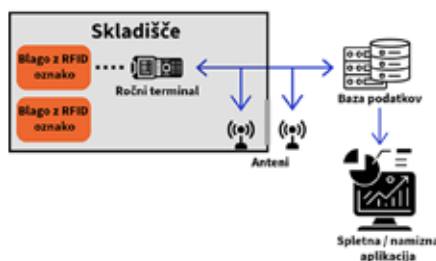 Skladišče
Blago z RFID
oznako
Ročni terminal
Blago z RFID
oznako
Anteni
Baza podatkov
Spletna / namizna
aplikacija